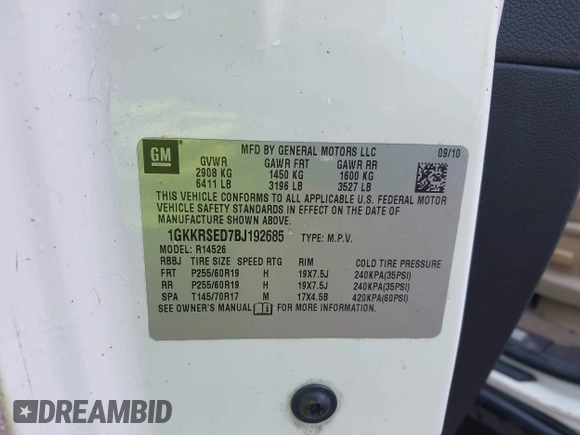 GM
MFD BY GENERAL MOTORS LLC 09/10
GVWR GAWR FRT GAWR RR
2908 KG 1450 KG 1600 KG
6411 LB 3196 LB 3527 LB
THIS VEHICLE CONFORMS TO ALL APPLICABLE U.S. FEDERAL MOTOR
VEHICLE SAFETY STANDARDS IN EFFECT ON THE DATE OF
MANUFACTURE SHOWN ABOVE.
1GKKRSED7BJ192685 TYPE: M.P.V.
MODEL: R14526
RBBJ TIRE SIZE SPEED RTG RIM COLD TIRE PRESSURE
FRT P255/60R19 H 19X7.5J 240KPA(35PSI)
RR P255/60R19 H 19X7.5J 240KPA(35PSI)
SPA T145/70R17 M 17X4.5B 420KPA(60PSI)
SEE OWNER'S MANUAL FOR MORE INFORMATION
DREAMBID